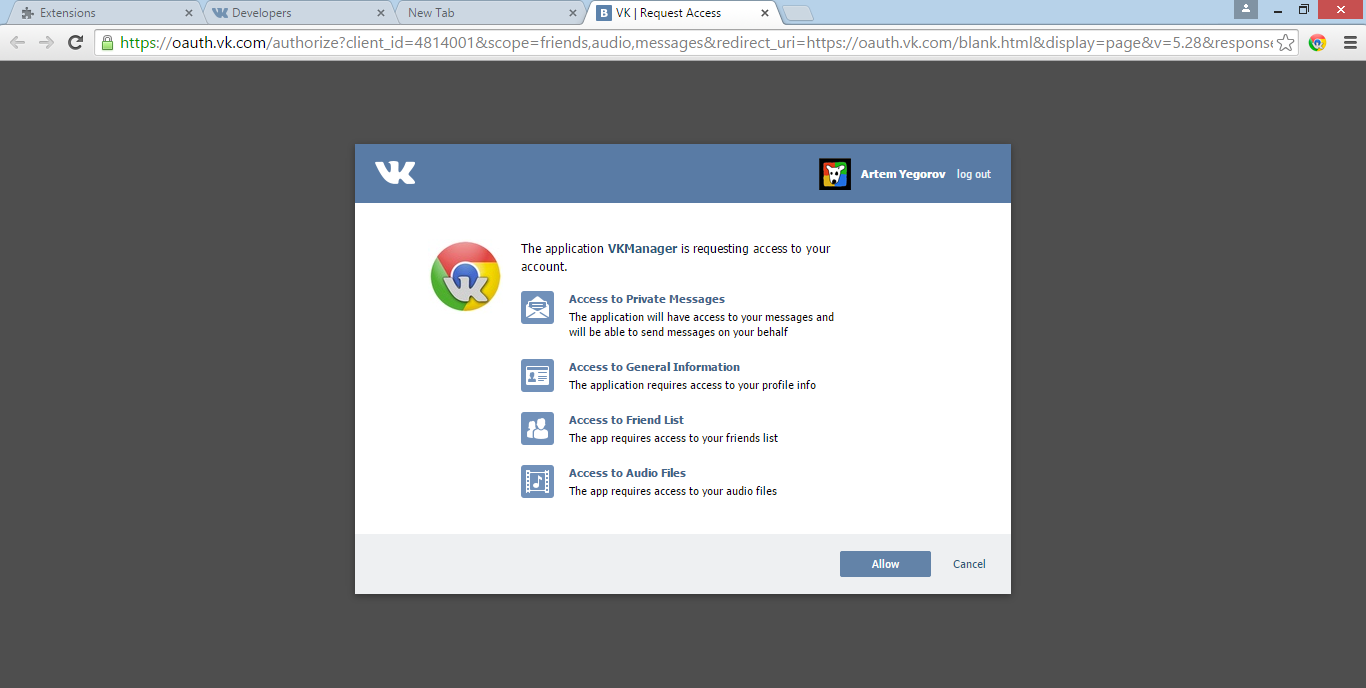 Extensions
Developers
New Tab
VK | Request Access
https://oauth.vk.com/authorize?client_id=4814001&scope=friends,audio,messages&redirect_uri=https://oauth.vk.com/blank.html&display=page&v=5.28&response
Artem Yegorov log out
The application VKManager is requesting access to your
account.
Access to Private Messages
The application will have access to your messages and
will be able to send messages on your behalf
Access to General Information
The application requires access to your profile info
Access to Friend List
The app requires access to your friends list
Access to Audio Files
The app requires access to your audio files
Allow
Cancel